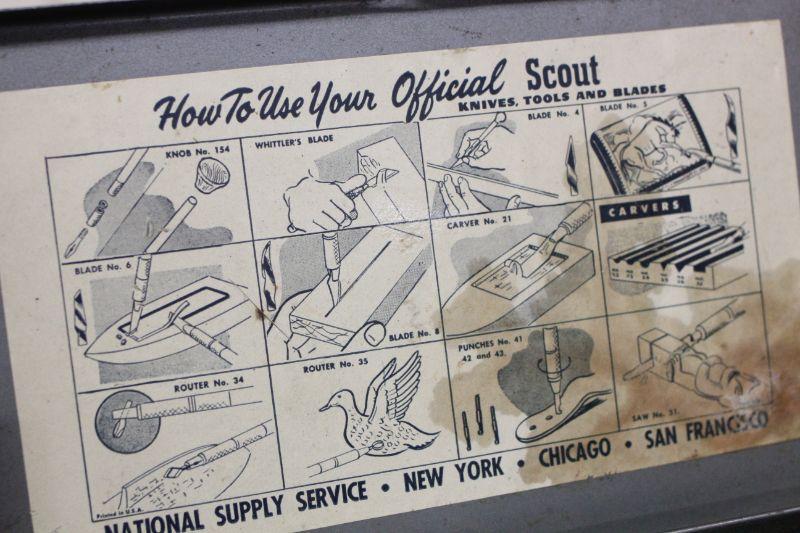 How To Use Your Official Scout
KNIVES, TOOLS AND BLADES
KNOB No. 154
WHITTLER'S BLADE
BLADE No. 4
BLADE No. 5
BLADE No. 6
BLADE No. 8
CARVER No. 21
CARVERS
ROUTER No. 34
ROUTER No. 35
PUNCHES No. 41
42 and 43.
SAW No. 31.
Printed in U.S.A.
NATIONAL SUPPLY SERVICE • NEW YORK • CHICAGO • SAN FRANCISCO